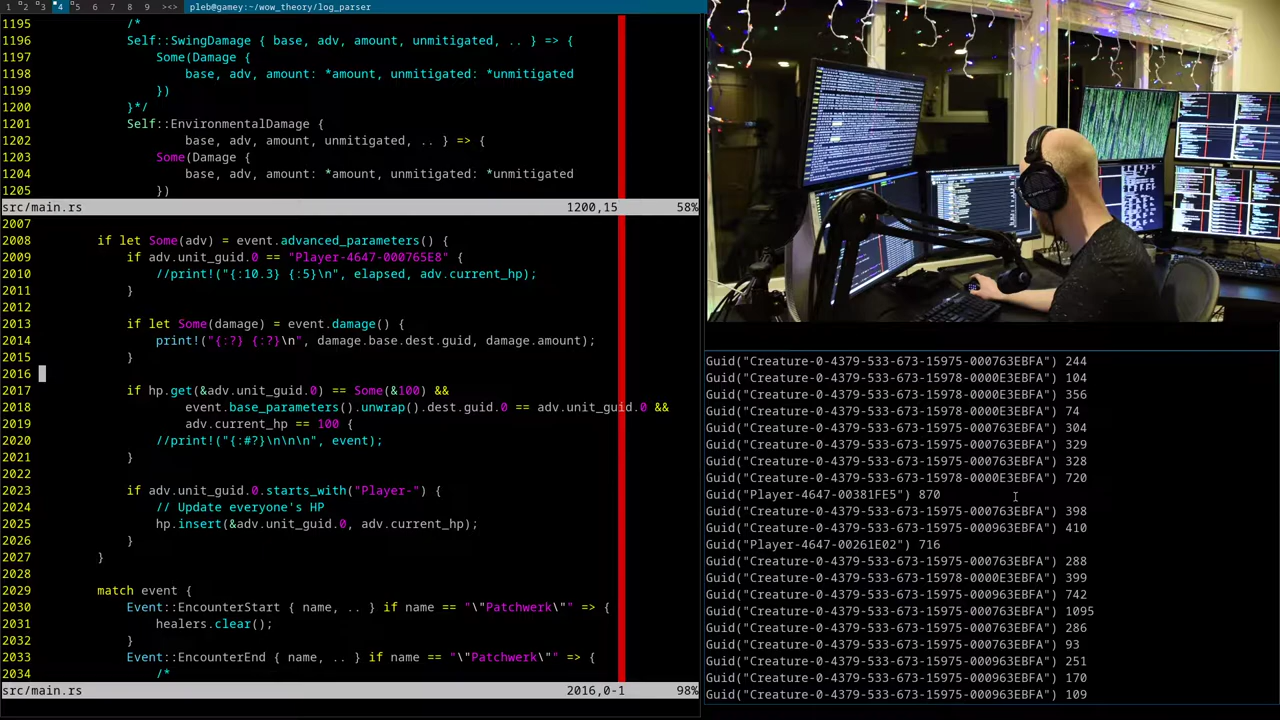 1 2 3 4 5 6 7 8 9 ><> pleb@gamey:~/wow_theory/log_parser
1195 /*
1196 Self::SwingDamage { base, adv, amount, unmitigated, .. } => {
1197 Some(Damage {
1198 base, adv, amount: *amount, unmitigated: *unmitigated
1199 })
1200 }*/
1201 Self::EnvironmentalDamage {
1202 base, adv, amount, unmitigated, .. } => {
1203 Some(Damage {
1204 base, adv, amount: *amount, unmitigated: *unmitigated
1205 })
src/main.rs 1200,15 58%
2007
2008 if let Some(adv) = event.advanced_parameters() {
2009 if adv.unit_guid.0 == "Player-4647-000765E8" {
2010 //print!("{:10.3} {:5}\n", elapsed, adv.current_hp);
2011 }
2012
2013 if let Some(damage) = event.damage() {
2014 print!("{:?} {:?}\n", damage.base.dest.guid, damage.amount);
2015 }
2016
2017 if hp.get(&adv.unit_guid.0) == Some(&100) &&
2018 event.base_parameters().unwrap().dest.guid.0 == adv.unit_guid.0 &&
2019 adv.current_hp == 100 {
2020 //print!("{:#?}\n\n\n", event);
2021 }
2022
2023 if adv.unit_guid.0.starts_with("Player-") {
2024 // Update everyone's HP
2025 hp.insert(&adv.unit_guid.0, adv.current_hp);
2026 }
2027 }
2028
2029 match event {
2030 Event::EncounterStart { name, .. } if name == "\"Patchwerk\"" => {
2031 healers.clear();
2032 }
2033 Event::EncounterEnd { name, .. } if name == "\"Patchwerk\"" => {
2034 /*
src/main.rs 2016,0-1 98%
Guid("Creature-0-4379-533-673-15975-000763EBFA") 244
Guid("Creature-0-4379-533-673-15978-0000E3EBFA") 104
Guid("Creature-0-4379-533-673-15978-0000E3EBFA") 356
Guid("Creature-0-4379-533-673-15978-0000E3EBFA") 74
Guid("Creature-0-4379-533-673-15975-000763EBFA") 304
Guid("Creature-0-4379-533-673-15975-000763EBFA") 329
Guid("Creature-0-4379-533-673-15975-000763EBFA") 328
Guid("Creature-0-4379-533-673-15978-0000E3EBFA") 720
Guid("Player-4647-00381FE5") 870
Guid("Creature-0-4379-533-673-15975-000763EBFA") 398
Guid("Creature-0-4379-533-673-15975-000963EBFA") 410
Guid("Player-4647-00261E02") 716
Guid("Creature-0-4379-533-673-15975-000763EBFA") 288
Guid("Creature-0-4379-533-673-15978-0000E3EBFA") 399
Guid("Creature-0-4379-533-673-15975-000963EBFA") 742
Guid("Creature-0-4379-533-673-15975-000763EBFA") 1095
Guid("Creature-0-4379-533-673-15975-000763EBFA") 286
Guid("Creature-0-4379-533-673-15975-000763EBFA") 93
Guid("Creature-0-4379-533-673-15975-000963EBFA") 251
Guid("Creature-0-4379-533-673-15975-000963EBFA") 170
Guid("Creature-0-4379-533-673-15975-000963EBFA") 109